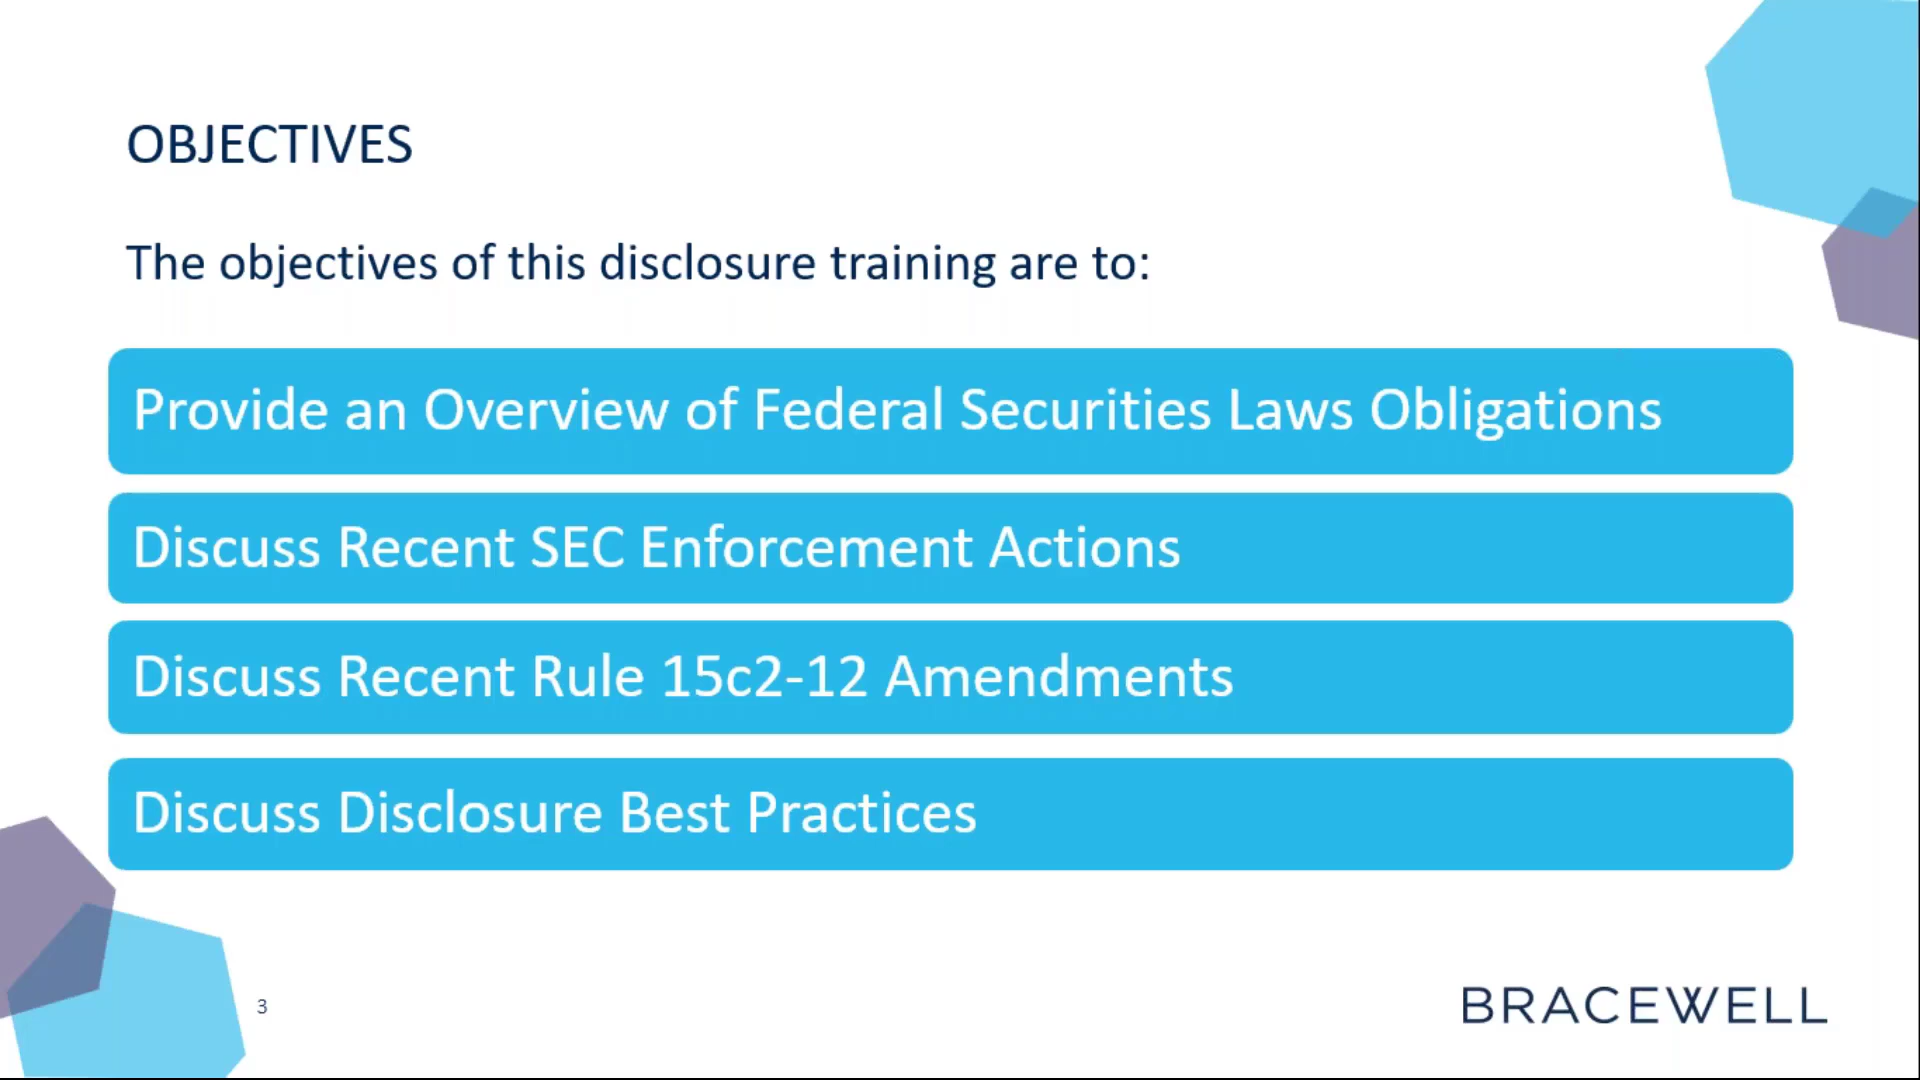 OBJECTIVES
The objectives of this disclosure training are to:
Provide an Overview of Federal Securities Laws Obligations
Discuss Recent SEC Enforcement Actions
Discuss Recent Rule 15c2-12 Amendments
Discuss Disclosure Best Practices
3
BRACEWELL